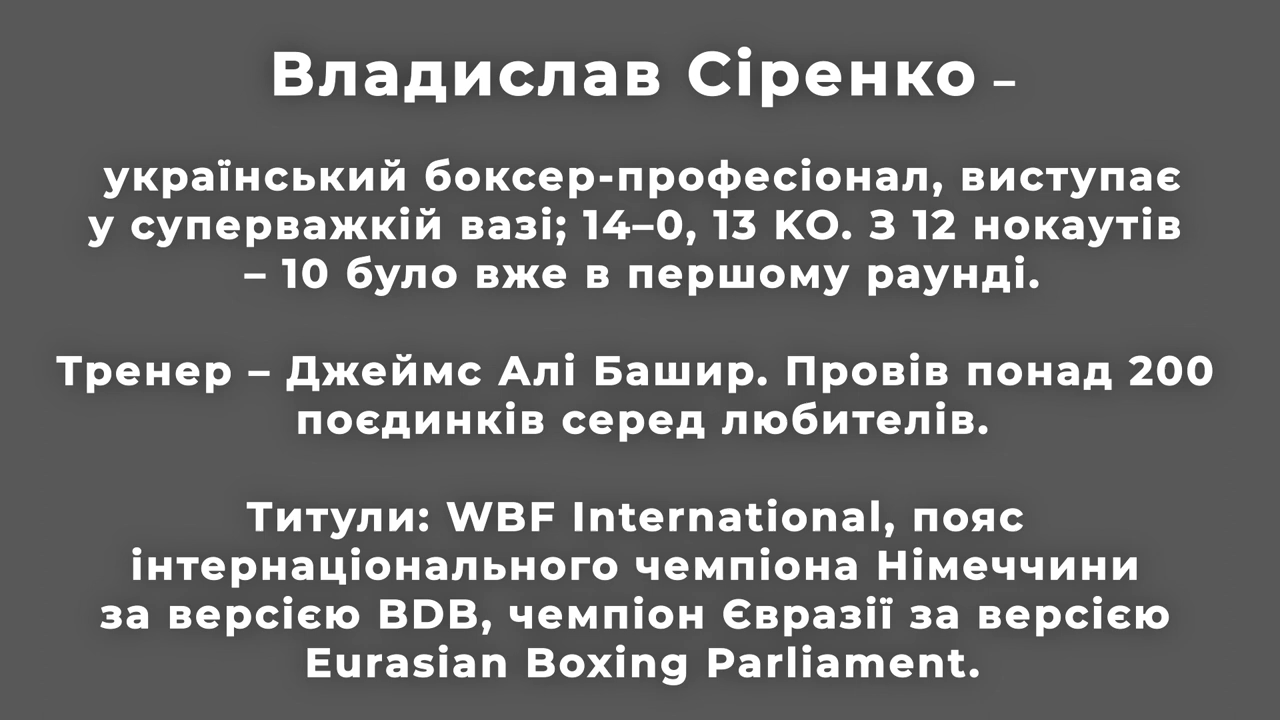 Владислав Сіренко –
український боксер-професіонал, виступає
у суперважкій вазі; 14–0, 13 КО. З 12 нокаутів
– 10 було вже в першому раунді.
Тренер – Джеймс Алі Башир. Провів понад 200
поєдинків серед любителів.
Титули: WBF International, пояс
інтернаціонального чемпіона Німеччини
за версією BDB, чемпіон Євразії за версією
Eurasian Boxing Parliament.